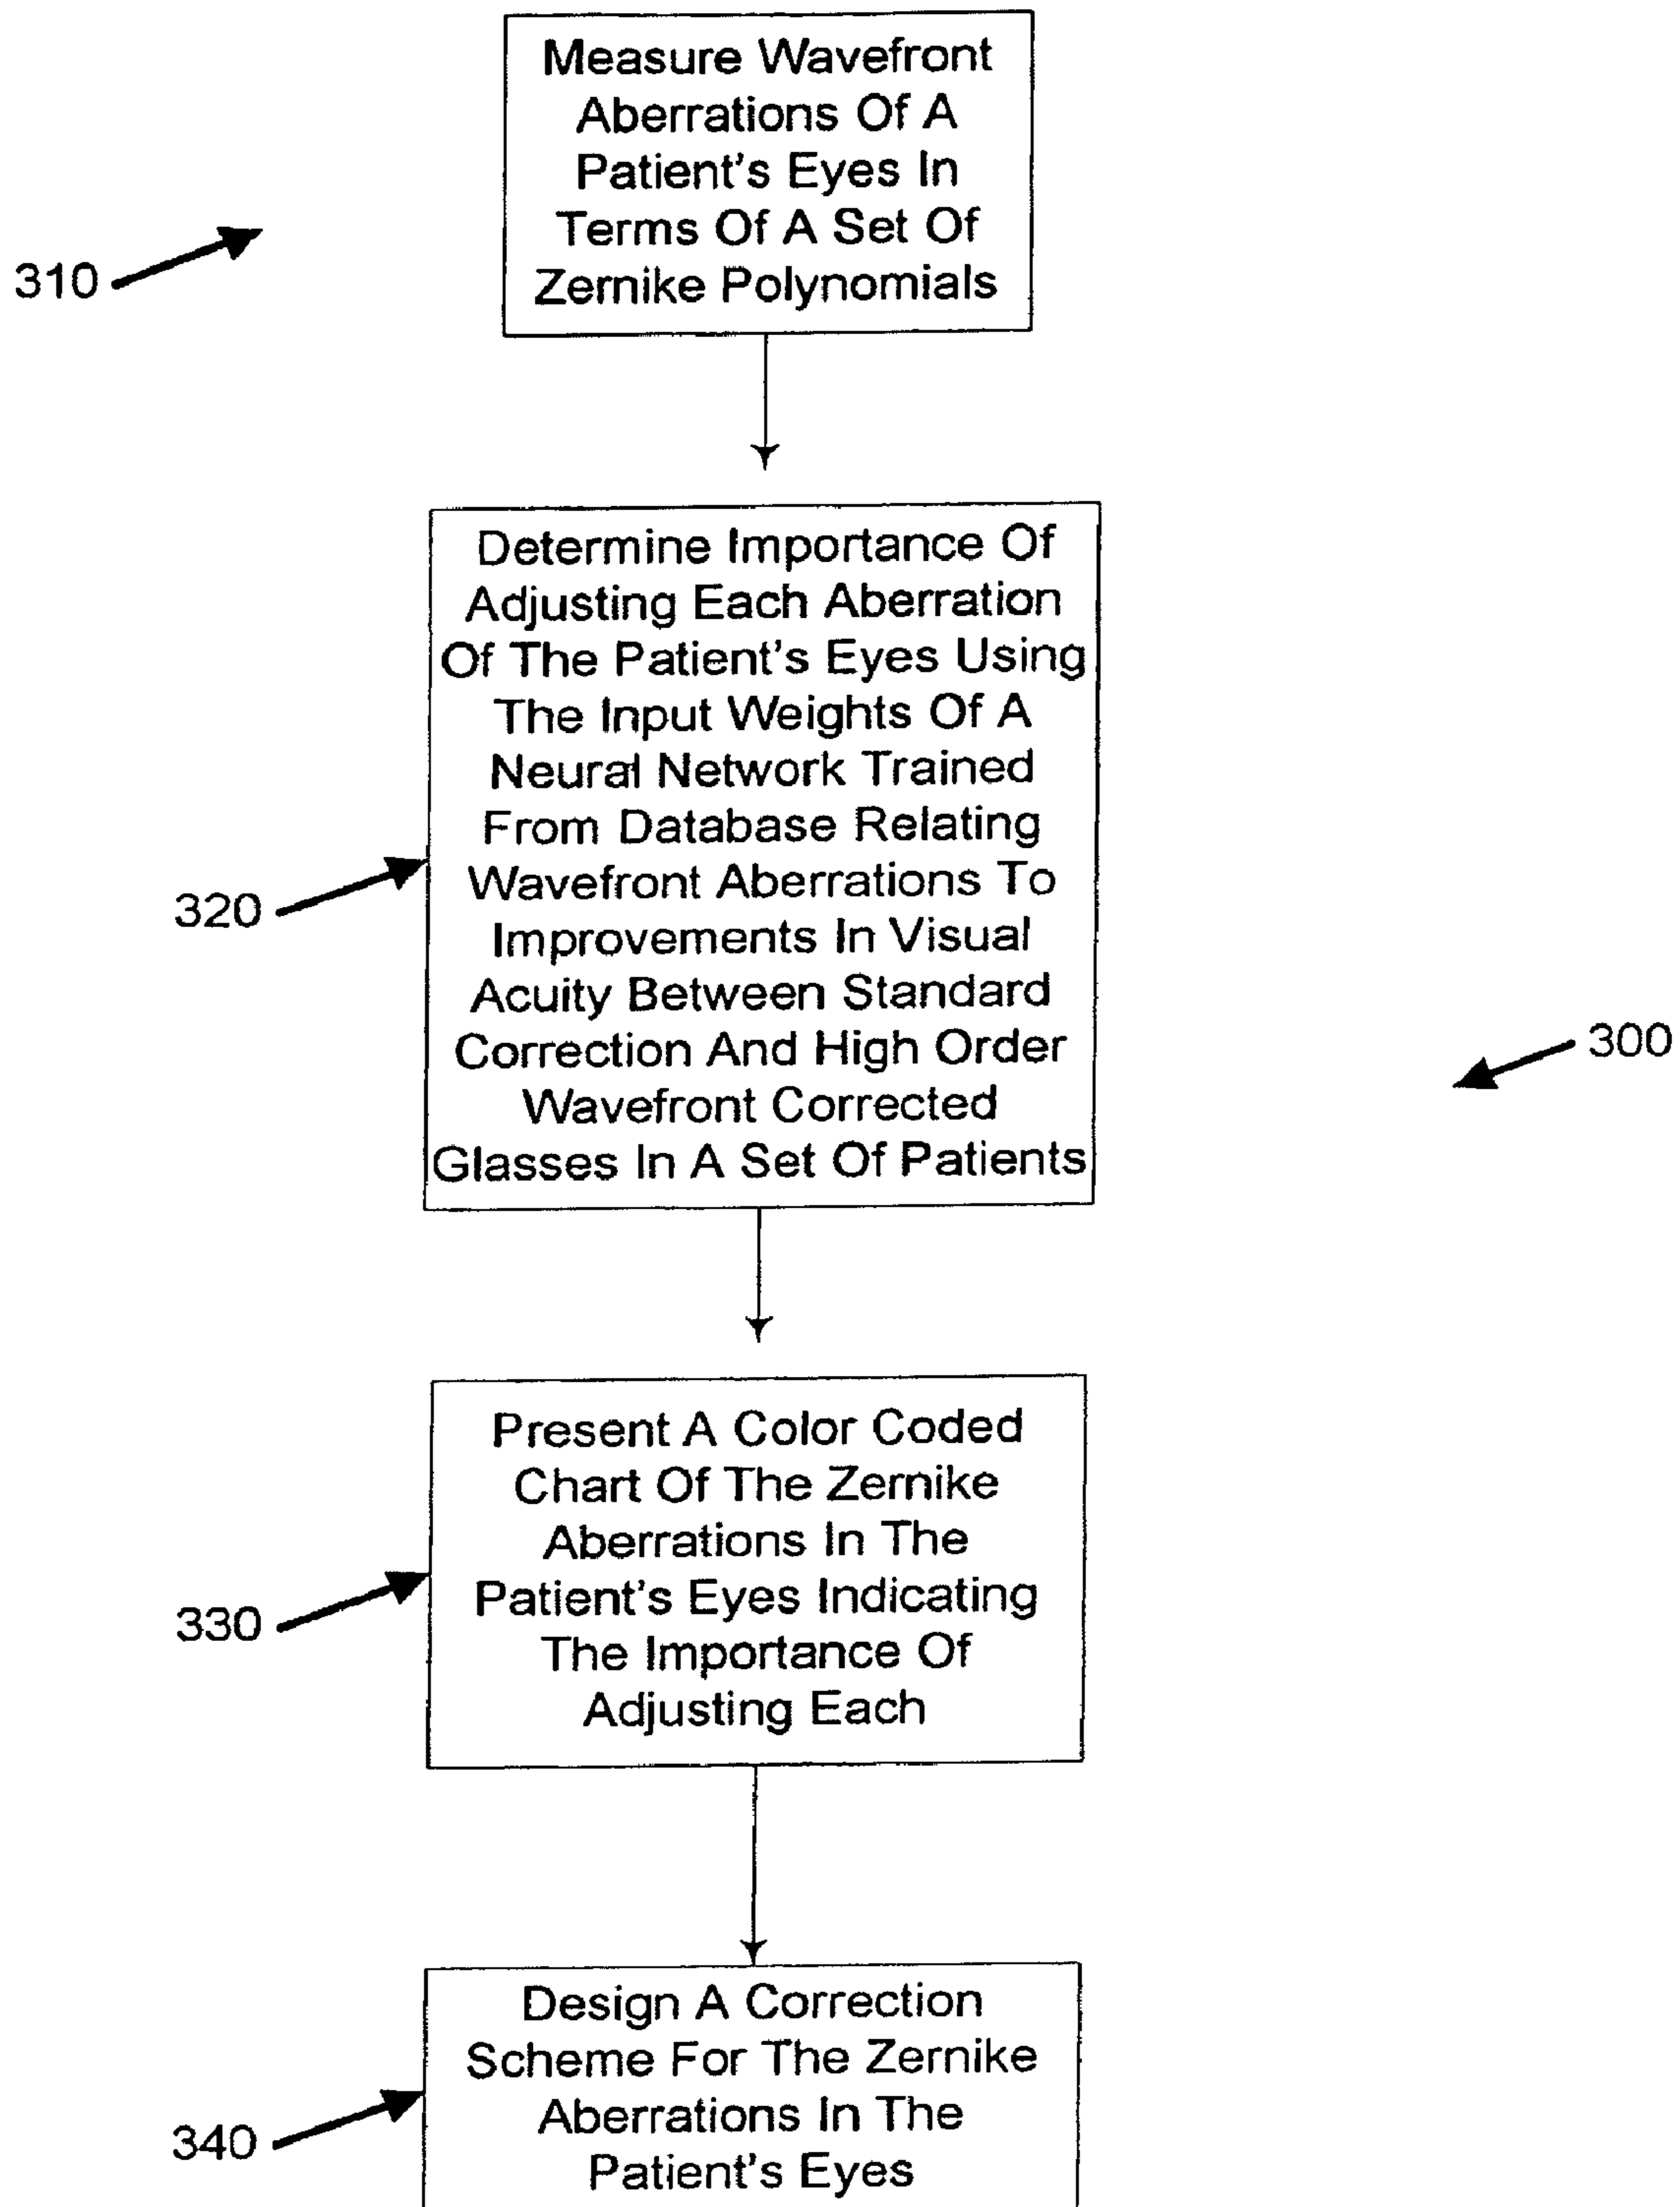 Measure Wavefront
Aberrations Of A
Patient's Eyes In
Terms Of A Set Of
Zernike Polynomials
310
Determine Importance Of
Adjusting Each Aberration
Of The Patient's Eyes Using
The Input Weights Of A
Neural Network Trained
From Database Relating
Wavefront Aberrations To
Improvements In Visual
Acuity Between Standard
Correction And High Order
Wavefront Corrected
Glasses In A Set Of Patients
320
300
Present A Color Coded
Chart Of The Zernike
Aberrations In The
Patient's Eyes Indicating
The Importance Of
Adjusting Each
330
Design A Correction
Scheme For The Zernike
Aberrations In The
Patient's Eyes
340